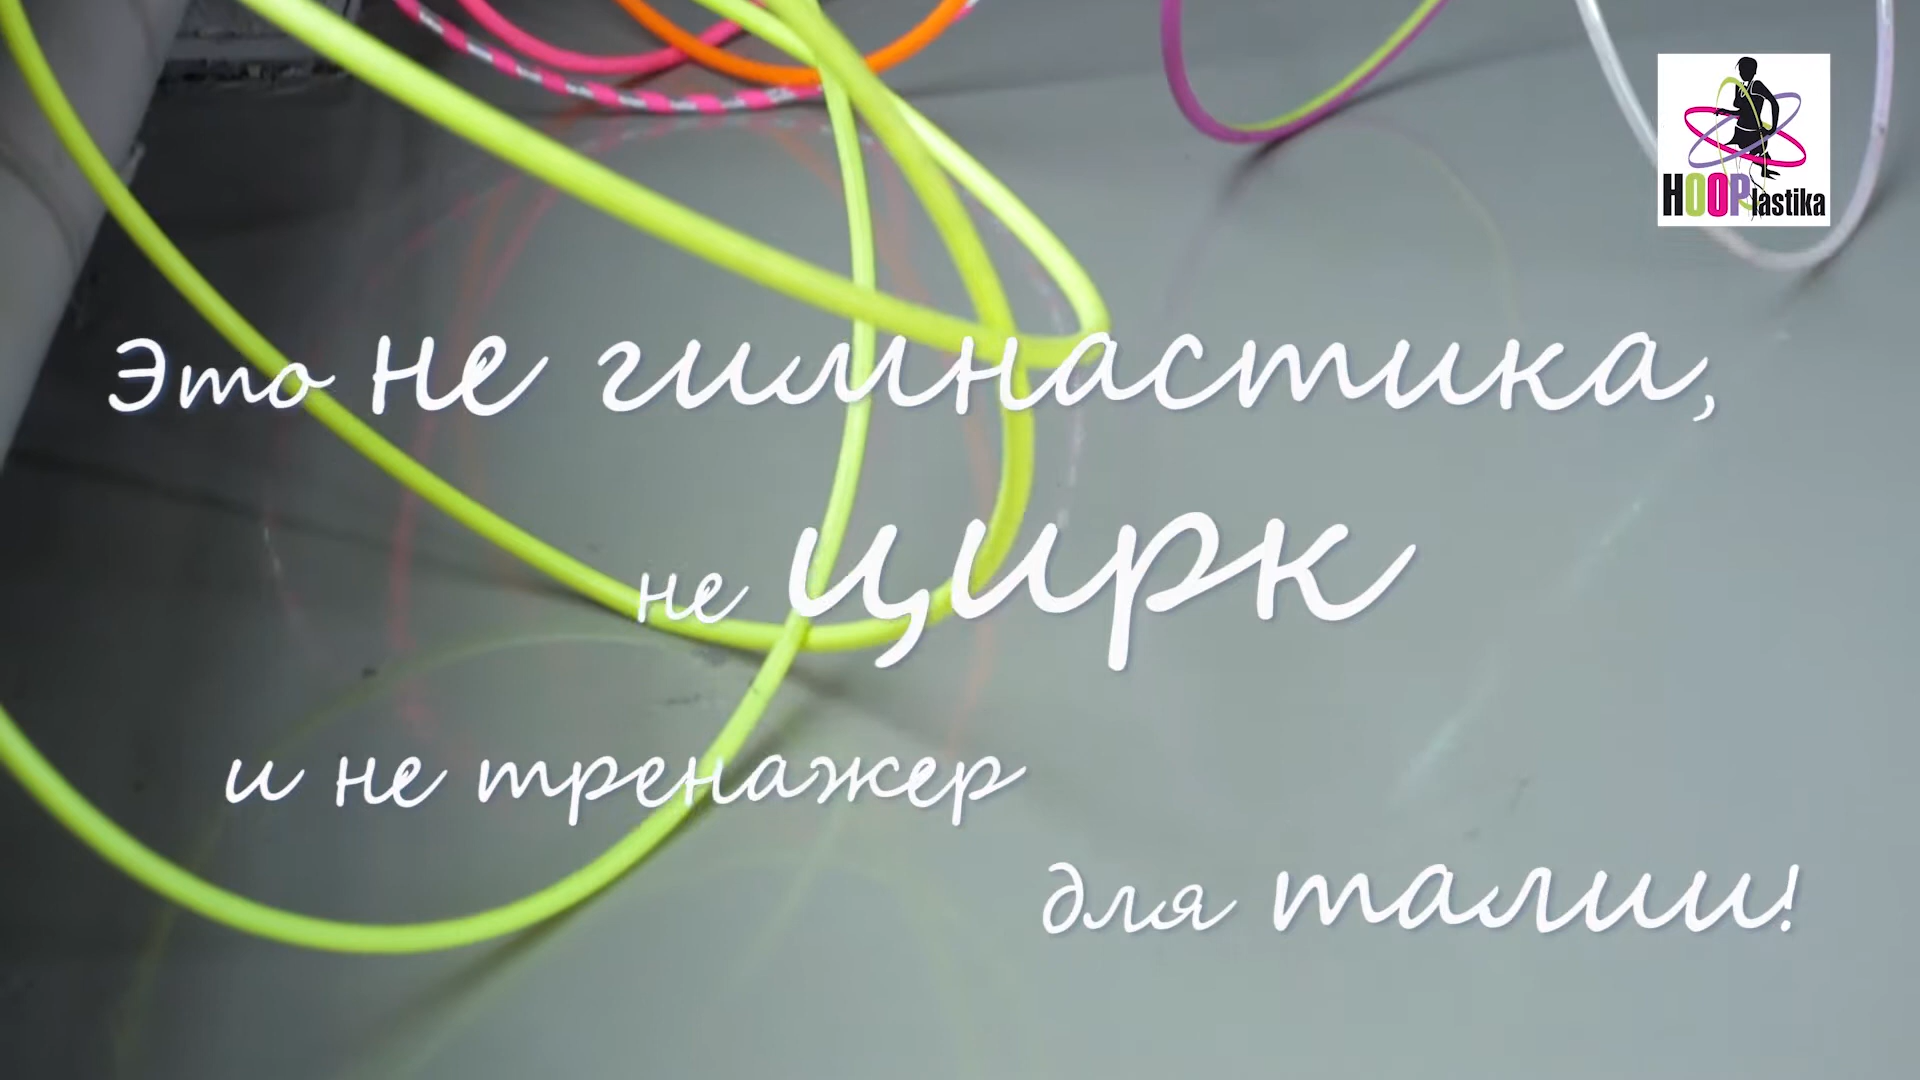 HOOPlastika
Это не гимнастика,
не цирк
и не тренажер
для талии!